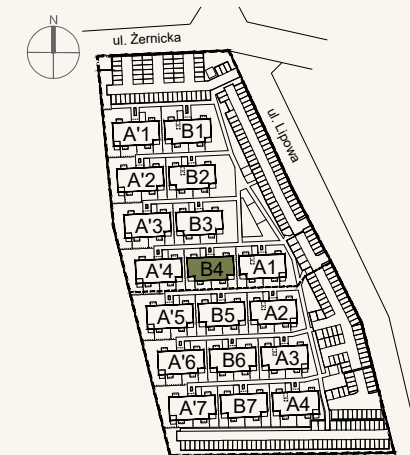 N
ul. Żernicka
ul. Lipowa
A'1 B1
A'2 B2
A'3 B3
A'4 B4 A1
A'5 B5 A2
A'6 B6 A3
A'7 B7 A4